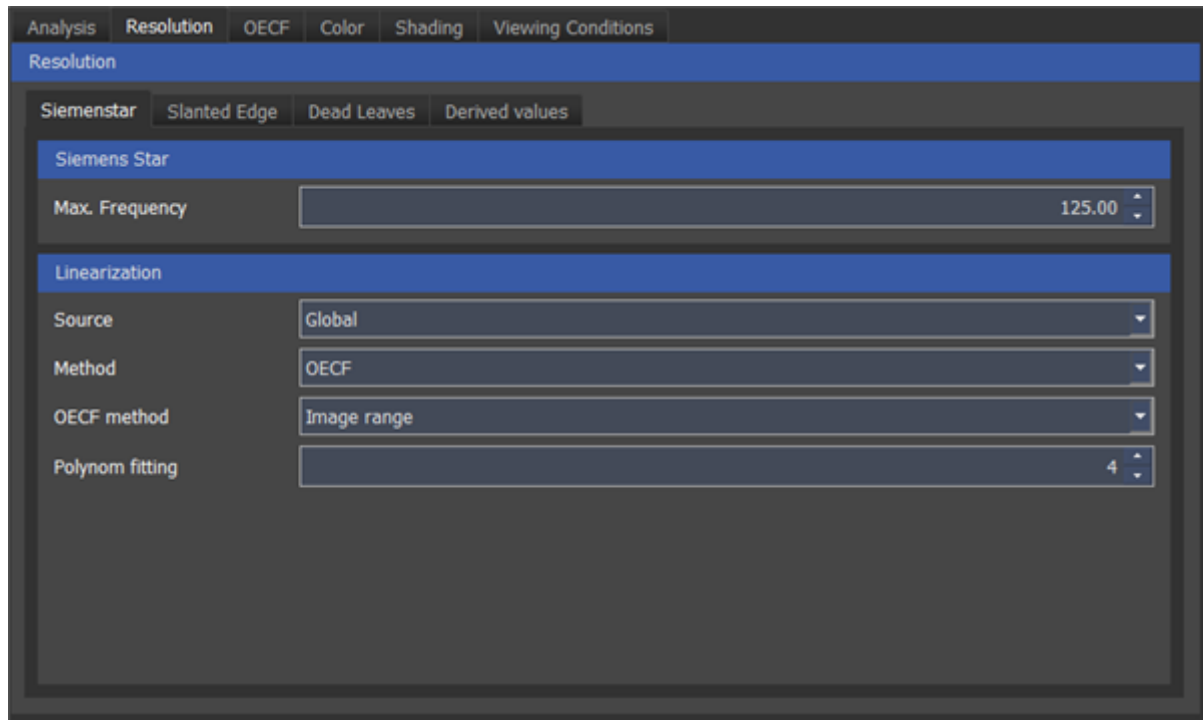 Analysis Resolution OECF Color Shading Viewing Conditions
Resolution
Siemenstar Slanted Edge Dead Leaves Derived values
Siemens Star
Max. Frequency 125.00
Linearization
Source Global
Method OECF
OECF method Image range
Polynom fitting 4